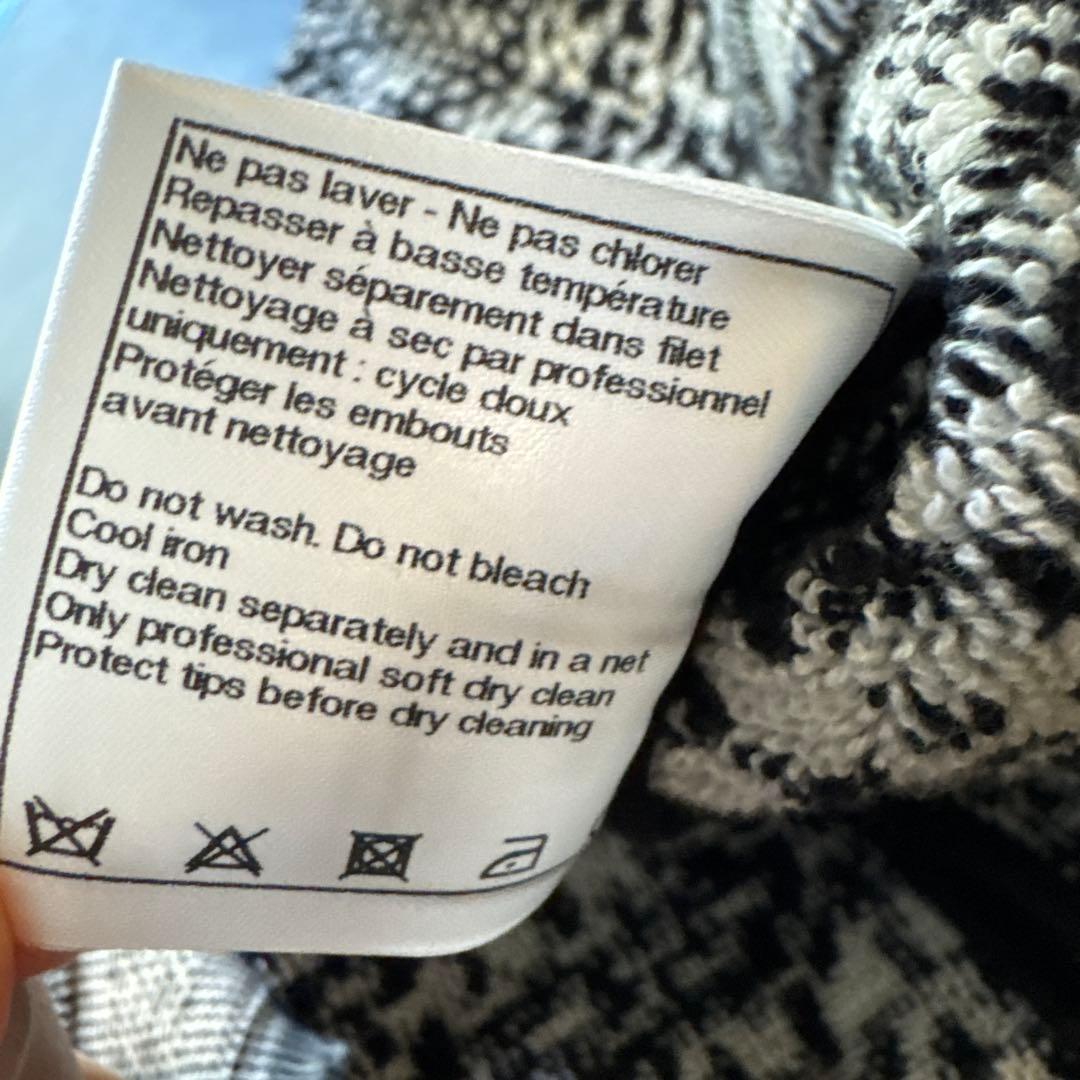 Ne pas laver - Ne pas chlorer
Repasser à basse température
Nettoyer séparement dans filet
Nettoyage à sec par professionnel
uniquement : cycle doux
Protéger les embouts
avant nettoyage
Do not wash. Do not bleach
Cool iron
Dry clean separately and in a net
Only professional soft dry clean
Protect tips before dry cleaning